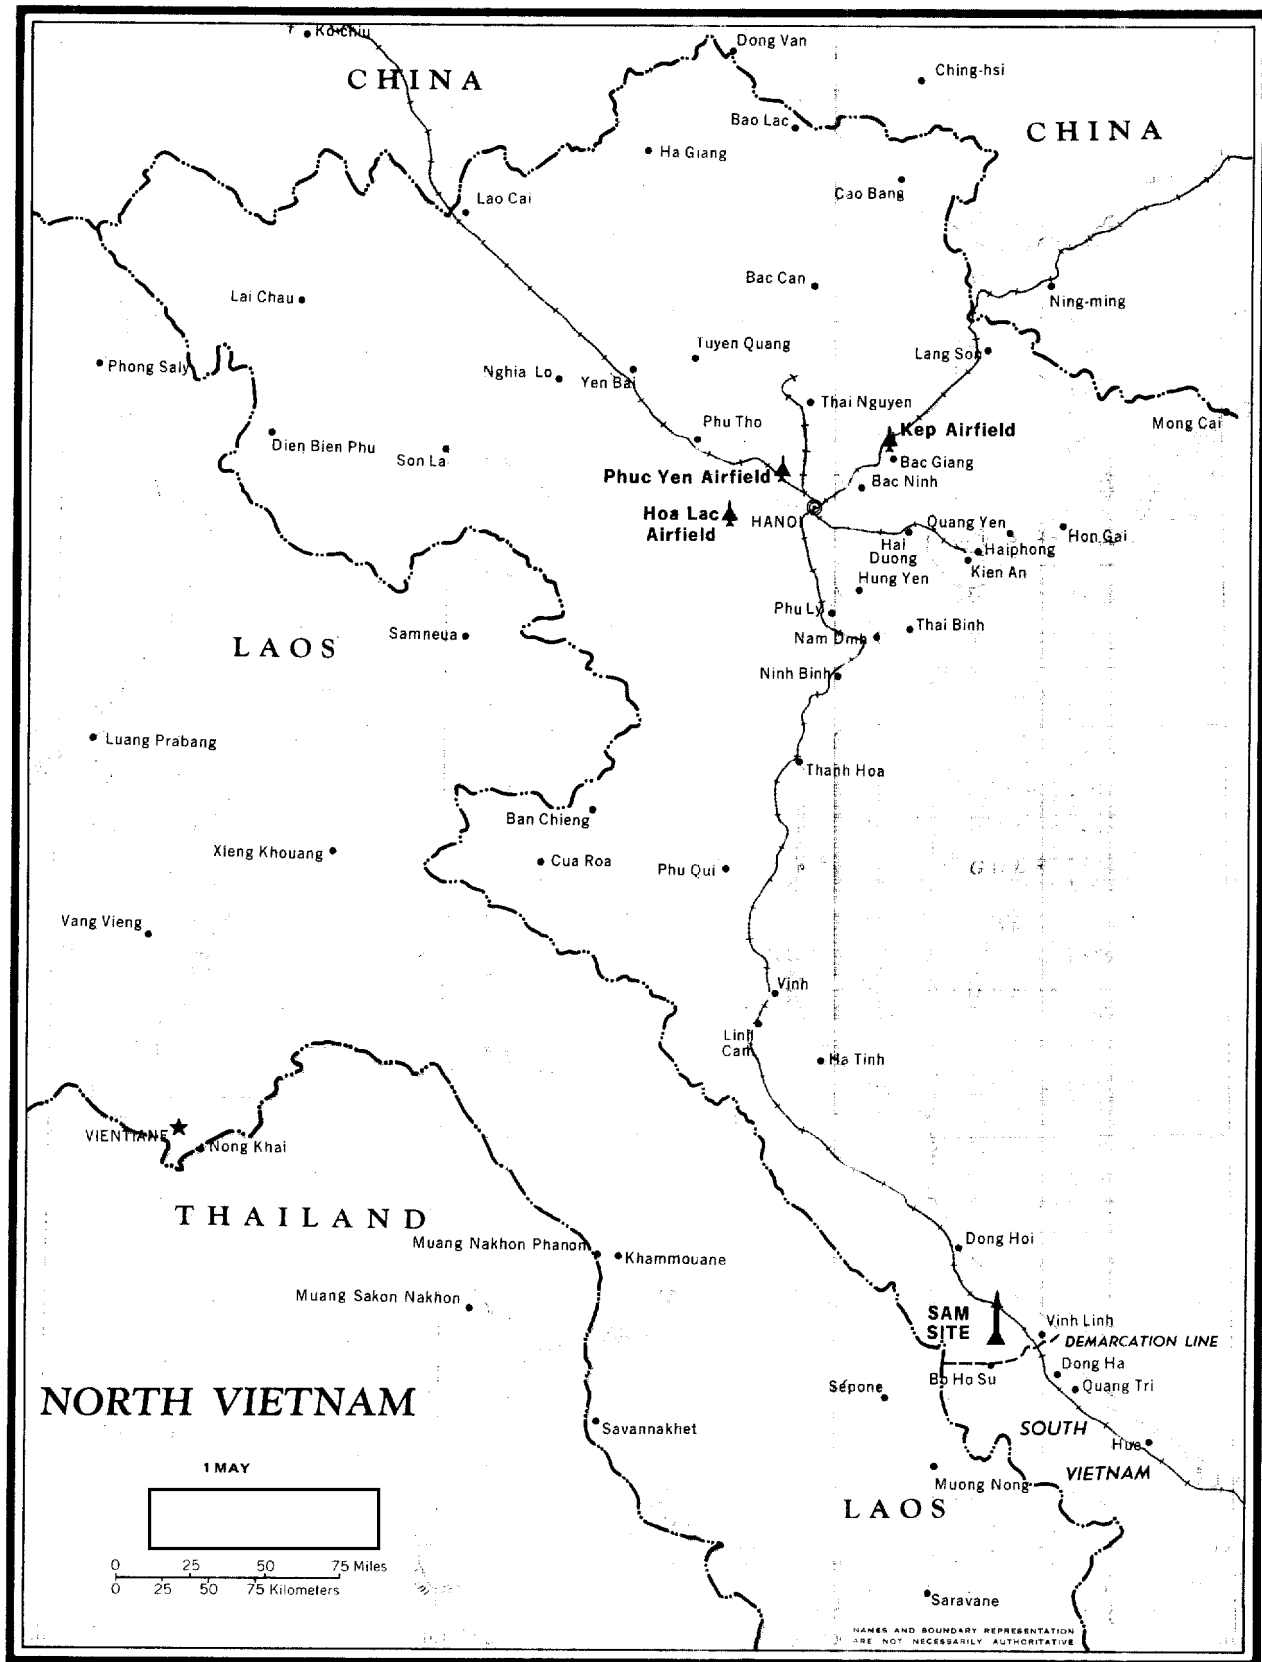 Ko-chiu
CHINA
Dong Van
Ching-hsi
Bao Lac
CHINA
Ha Giang
Cao Bang
Lao Cai
Bac Can
Ning-ming
Lai Chau
Tuyen Quang
Lang Son
Phong Saly
Nghia Lo
Yen Bai
Thai Nguyen
Mong Cai
Phu Tho
Kep Airfield
Dien Bien Phu
Son La
Bac Giang
Phuc Yen Airfield
Bac Ninh
Hoa Lac
Airfield
HANOI
Quang Yen
Hon Gai
Hai
Duong
Haiphong
Kien An
Hung Yen
Phu Ly
Thai Binh
Samneua
Nam Dinh
LAOS
Ninh Binh
Luang Prabang
Thanh Hoa
Ban Chieng
Xieng Khouang
Cua Roa
Phu Qui
Vang Vieng
Vinh
Linh
Cam
Ha Tinh
VIENTIANE
Nong Khai
THAILAND
Muang Nakhon Phanon
Khammouane
Dong Hoi
Muang Sakon Nakhon
SAM
SITE
Vinh Linh
DEMARCATION LINE
Dong Ha
Bo Ho Su
Quang Tri
Sepone
NORTH VIETNAM
Savannakhet
SOUTH
VIETNAM
Hue
1 MAY
Muong Nong
LAOS
0 25 50 75 Miles
0 25 50 75 Kilometers
Saravane
NAMES AND BOUNDARY REPRESENTATION
ARE NOT NECESSARILY AUTHORITATIVE